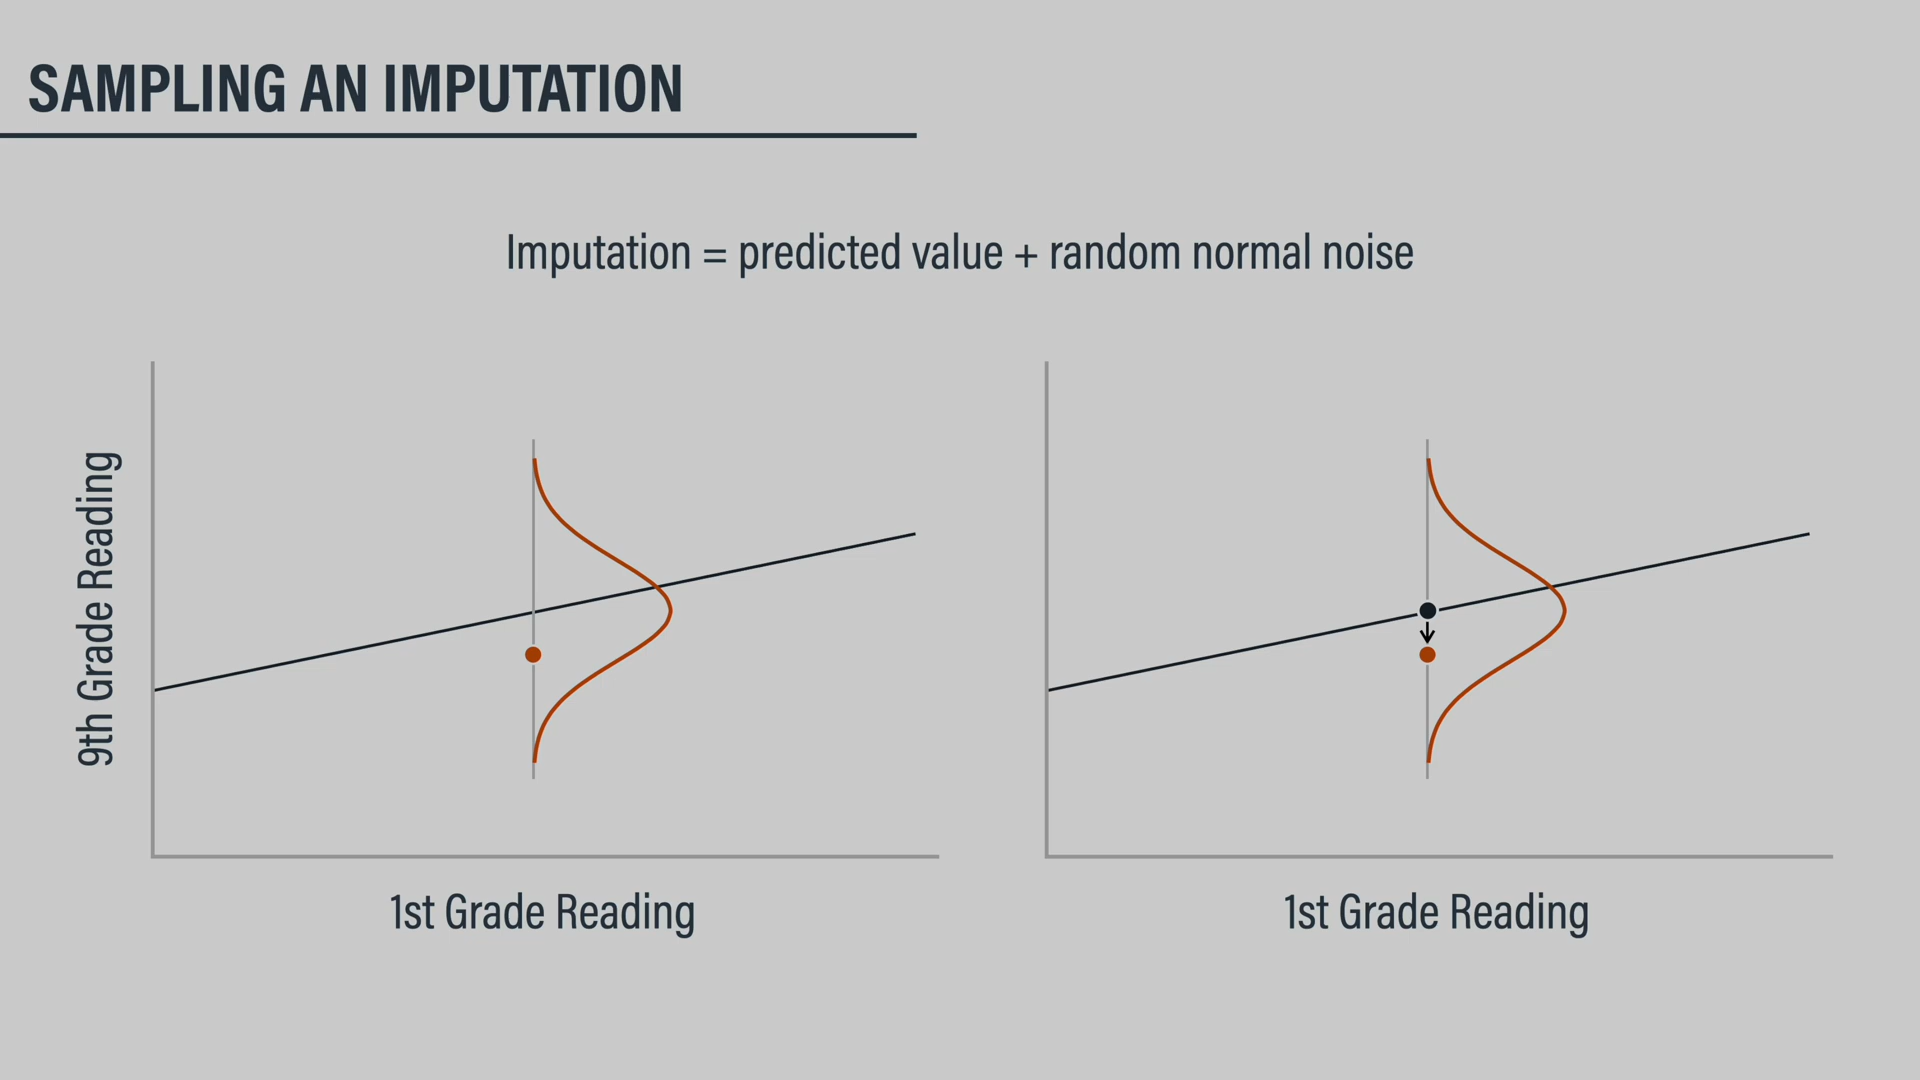 SAMPLING AN IMPUTATION
Imputation = predicted value + random normal noise
9th Grade Reading
1st Grade Reading
1st Grade Reading